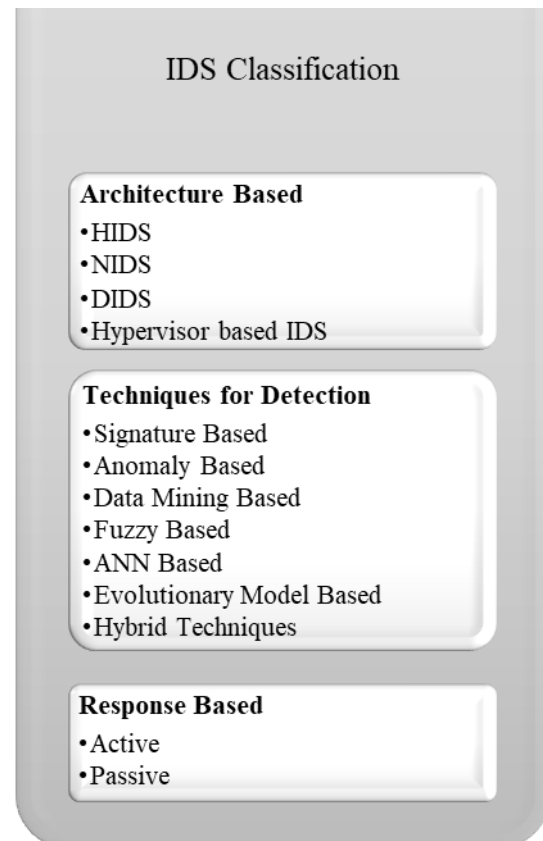 IDS Classification
Architecture Based
•HIDS
•NIDS
•DIDS
•Hypervisor based IDS
Techniques for Detection
•Signature Based
•Anomaly Based
•Data Mining Based
•Fuzzy Based
•ANN Based
•Evolutionary Model Based
•Hybrid Techniques
Response Based
•Active
•Passive